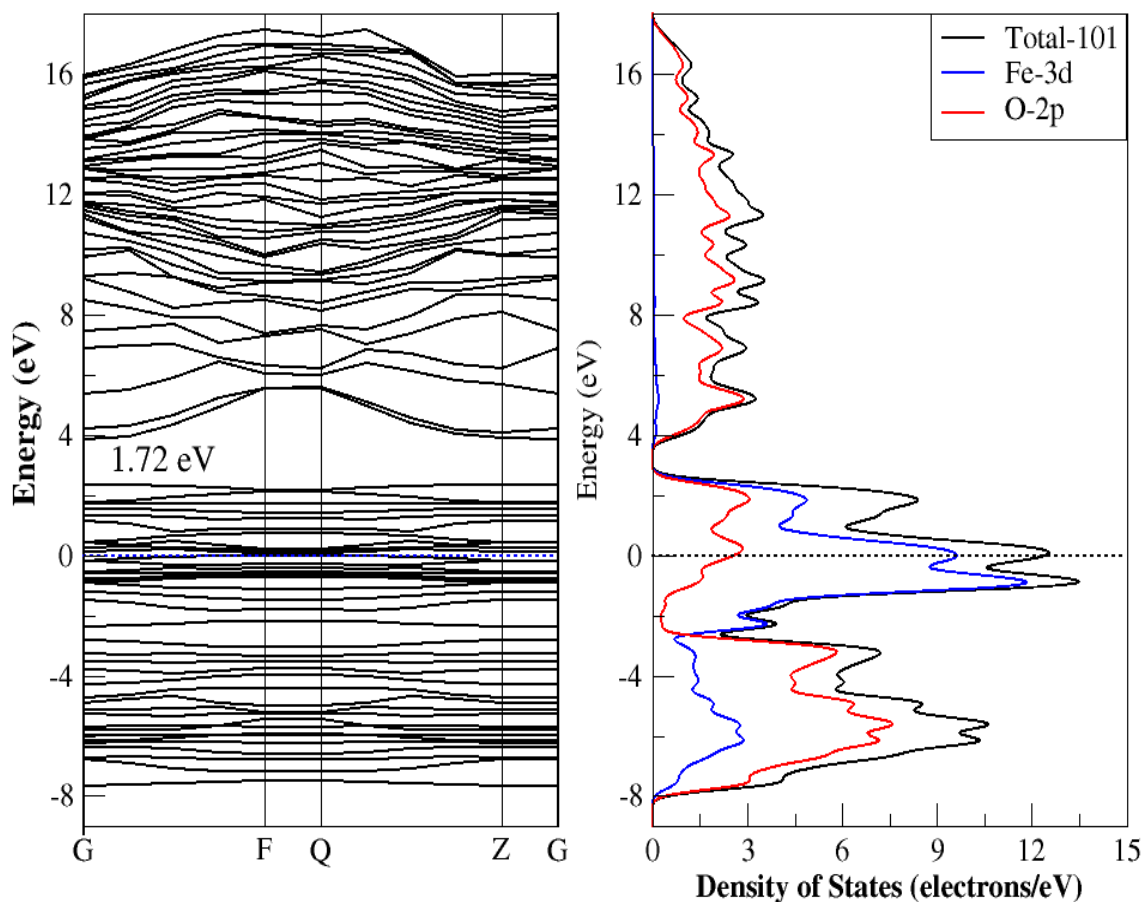 Energy (eV)
16
12
8
4
0
-4
-8
1.72 eV
G
F
Q
Z
G
Energy (eV)
16
12
8
4
0
-4
-8
Total-101
Fe-3d
O-2p
0
3
6
9
12
15
Density of States (electrons/eV)